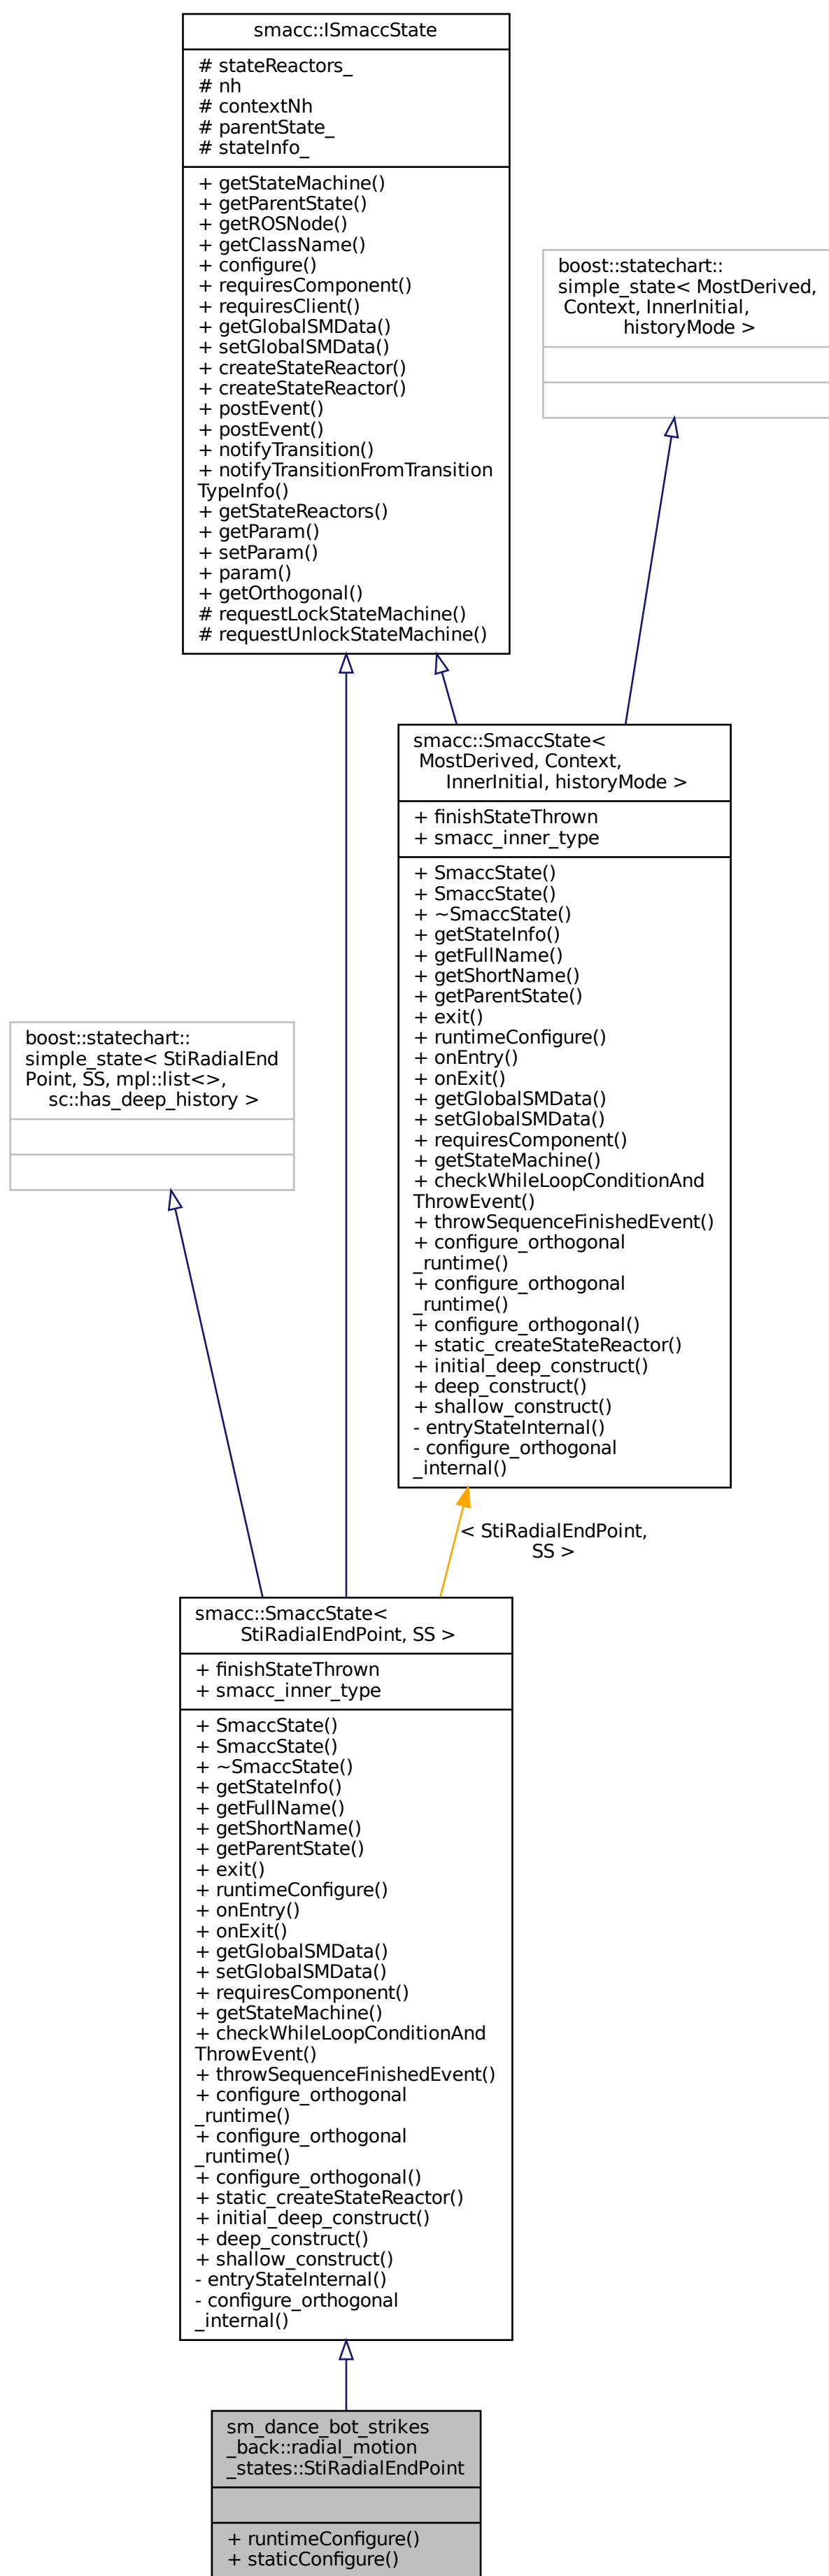 smacc::ISmaccState
# stateReactors_
# nh
# contextNh
# parentState_
# stateInfo_
+ getStateMachine()
+ getParentState()
+ getROSNode()
+ getClassName()
+ configure()
+ requiresComponent()
+ requiresClient()
+ getGlobalSMData()
+ setGlobalSMData()
+ createStateReactor()
+ createStateReactor()
+ postEvent()
+ postEvent()
+ notifyTransition()
+ notifyTransitionFromTransition
TypeInfo()
+ getStateReactors()
+ getParam()
+ setParam()
+ param()
+ getOrthogonal()
# requestLockStateMachine()
# requestUnlockStateMachine()
boost::statechart::
simple_state< MostDerived,
Context, InnerInitial,
historyMode >
smacc::SmaccState<
MostDerived, Context,
InnerInitial, historyMode >
+ finishStateThrown
+ smacc_inner_type
+ SmaccState()
+ SmaccState()
+ ~SmaccState()
+ getStateInfo()
+ getFullName()
+ getShortName()
+ getParentState()
+ exit()
+ runtimeConfigure()
+ onEntry()
+ onExit()
+ getGlobalSMData()
+ setGlobalSMData()
+ requiresComponent()
+ getStateMachine()
+ checkWhileLoopConditionAnd
ThrowEvent()
+ throwSequenceFinishedEvent()
+ configure_orthogonal
_runtime()
+ configure_orthogonal
_runtime()
+ configure_orthogonal()
+ static_createStateReactor()
+ initial_deep_construct()
+ deep_construct()
+ shallow_construct()
- entryStateInternal()
- configure_orthogonal
_internal()
boost::statechart::
simple_state< StiRadialEnd
Point, SS, mpl::list<>,
sc::has_deep_history >
< StiRadialEndPoint,
SS >
smacc::SmaccState<
StiRadialEndPoint, SS >
+ finishStateThrown
+ smacc_inner_type
+ SmaccState()
+ SmaccState()
+ ~SmaccState()
+ getStateInfo()
+ getFullName()
+ getShortName()
+ getParentState()
+ exit()
+ runtimeConfigure()
+ onEntry()
+ onExit()
+ getGlobalSMData()
+ setGlobalSMData()
+ requiresComponent()
+ getStateMachine()
+ checkWhileLoopConditionAnd
ThrowEvent()
+ throwSequenceFinishedEvent()
+ configure_orthogonal
_runtime()
+ configure_orthogonal
_runtime()
+ configure_orthogonal()
+ static_createStateReactor()
+ initial_deep_construct()
+ deep_construct()
+ shallow_construct()
- entryStateInternal()
- configure_orthogonal
_internal()
sm_dance_bot_strikes
_back::radial_motion
_states::StiRadialEndPoint
+ runtimeConfigure()
+ staticConfigure()